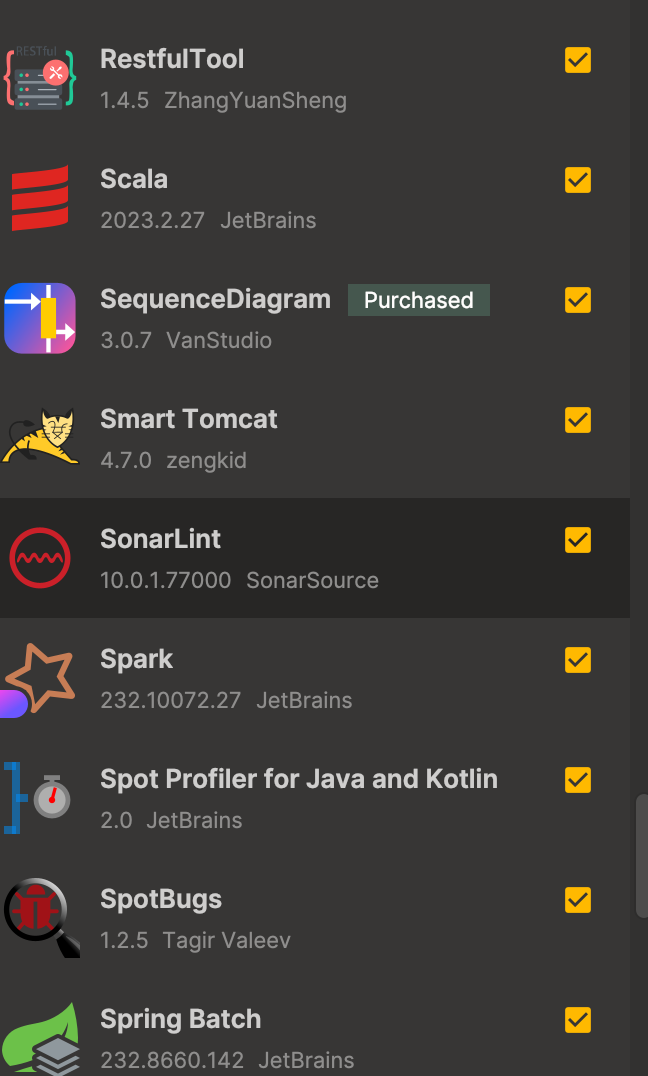 RESTful
RestfulTool
1.4.5 ZhangYuanSheng
Scala
2023.2.27 JetBrains
SequenceDiagram Purchased
3.0.7 VanStudio
Smart Tomcat
4.7.0 zengkid
SonarLint
10.0.1.77000 SonarSource
Spark
232.10072.27 JetBrains
Spot Profiler for Java and Kotlin
2.0 JetBrains
SpotBugs
1.2.5 Tagir Valeev
Spring Batch
232.8660.142 JetBrains